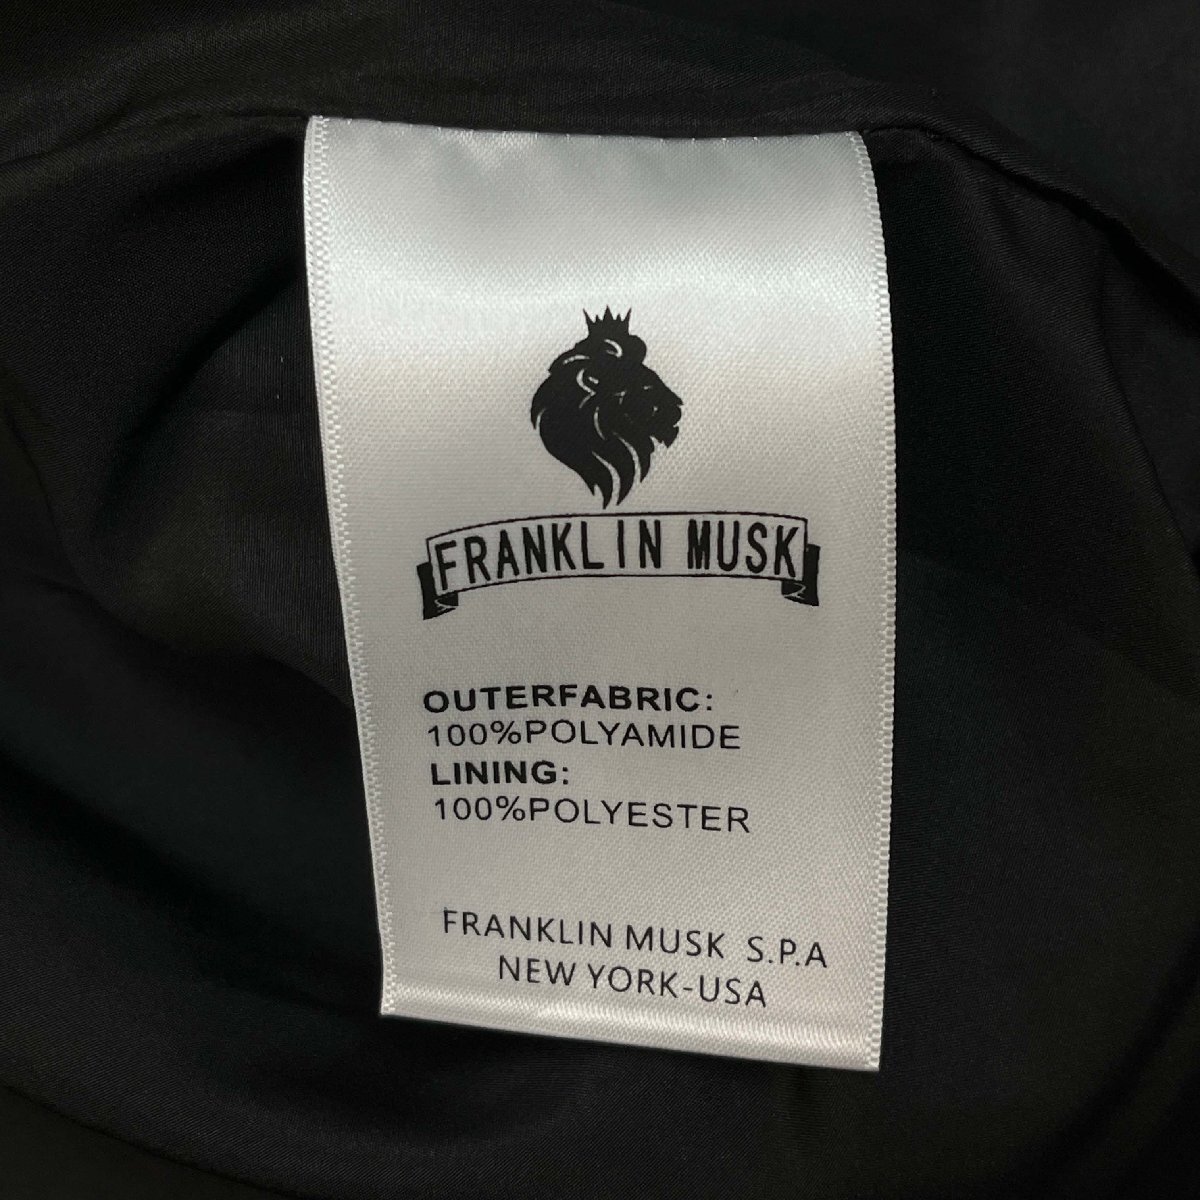 FRANKLIN MUSK
OUTERFABRIC:
100%POLYAMIDE
LINING:
100%POLYESTER
FRANKLIN MUSK S.P.A
NEW YORK-USA